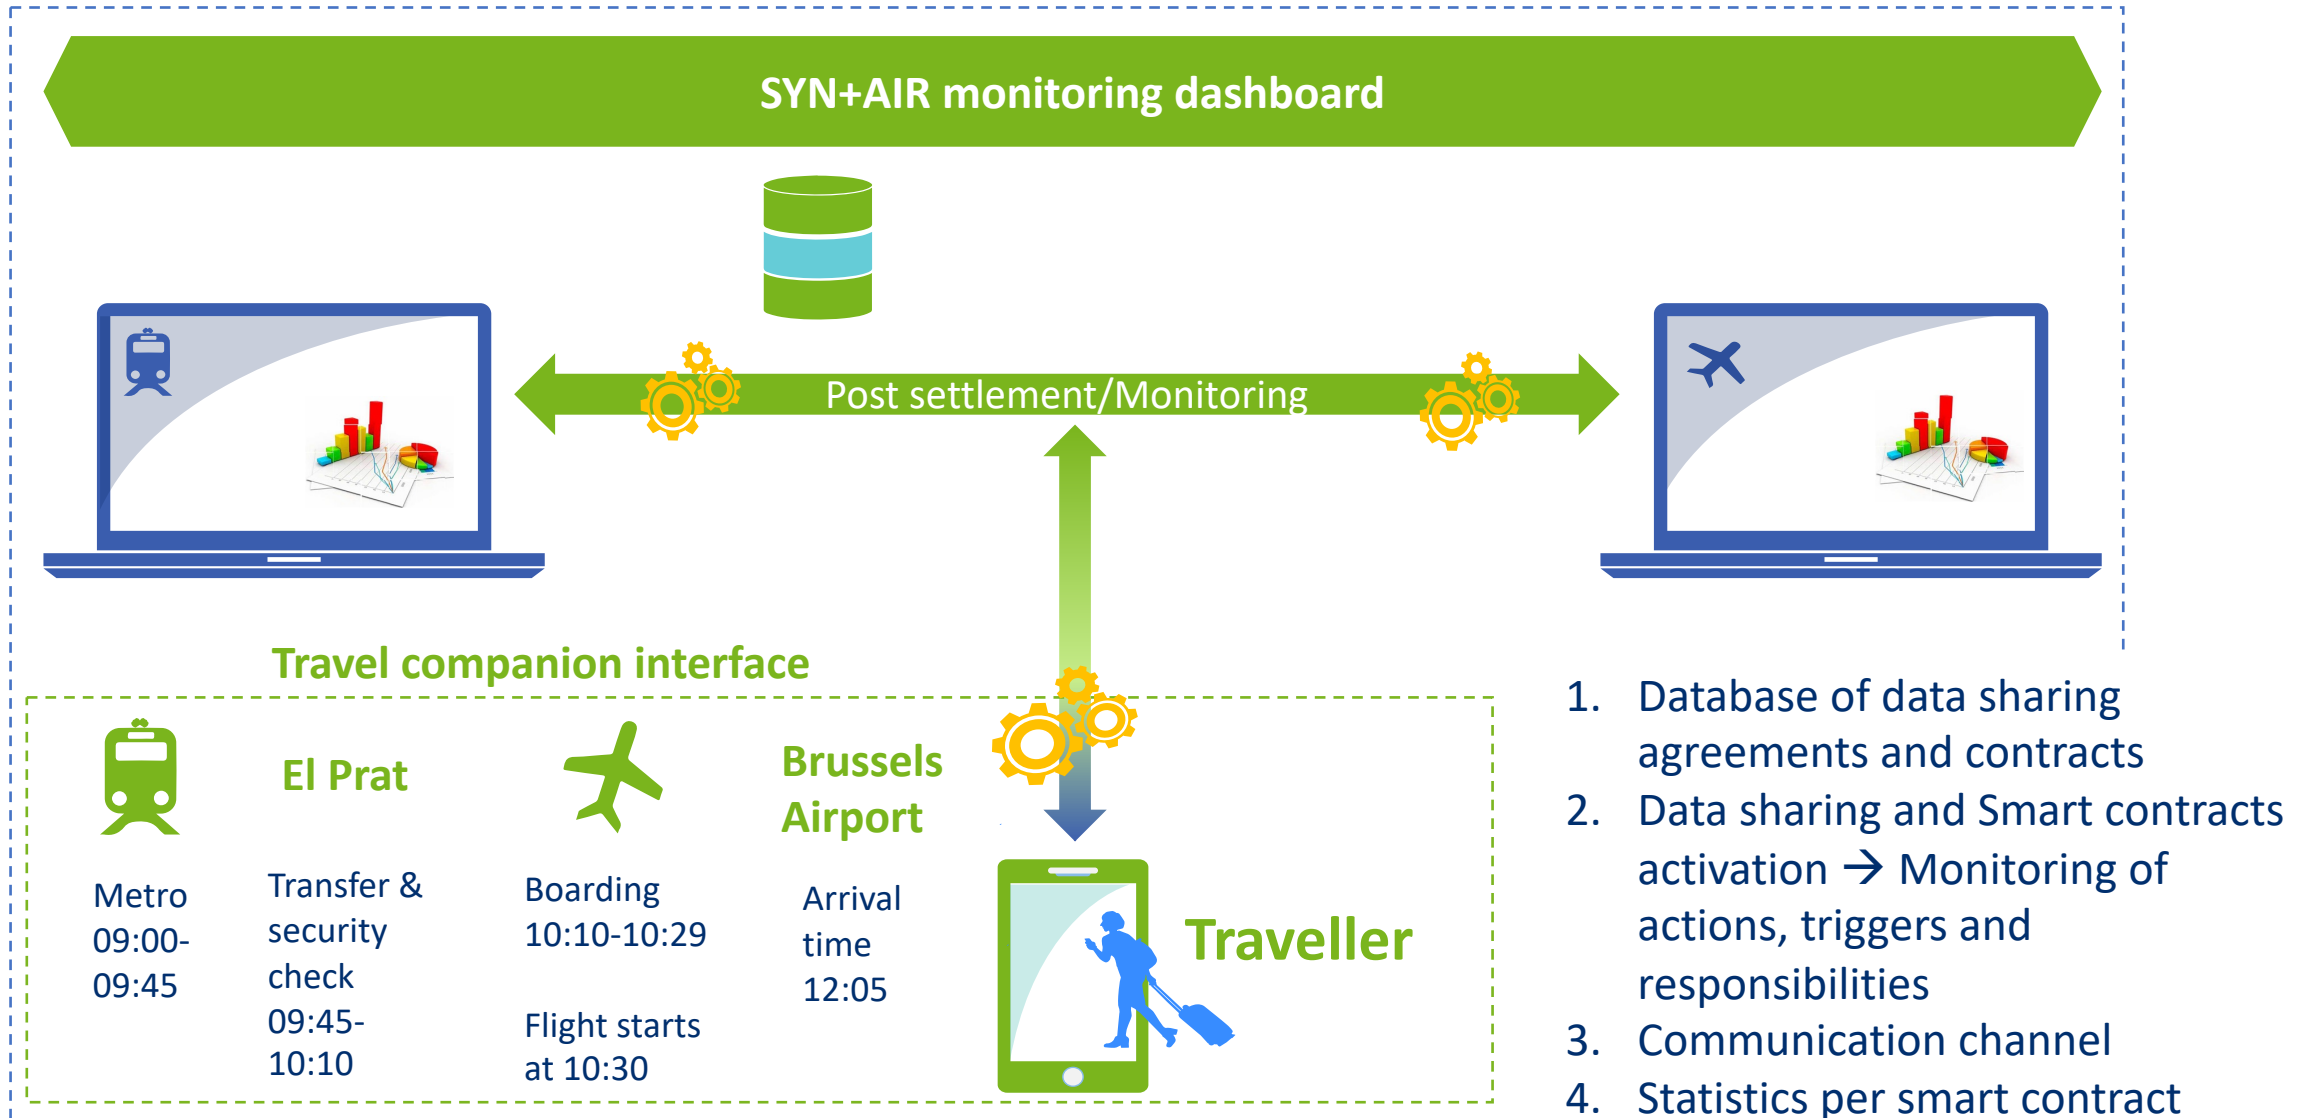 SYN+AIR monitoring dashboard
Post settlement/Monitoring
Travel companion interface
El Prat
Brussels
Airport
Metro
09:00-
09:45
Transfer &
security
check
09:45-
10:10
Boarding
10:10-10:29
Flight starts
at 10:30
Arrival
time
12:05
Traveller
1. Database of data sharing
agreements and contracts
2. Data sharing and Smart contracts
activation → Monitoring of
actions, triggers and
responsibilities
3. Communication channel
4. Statistics per smart contract